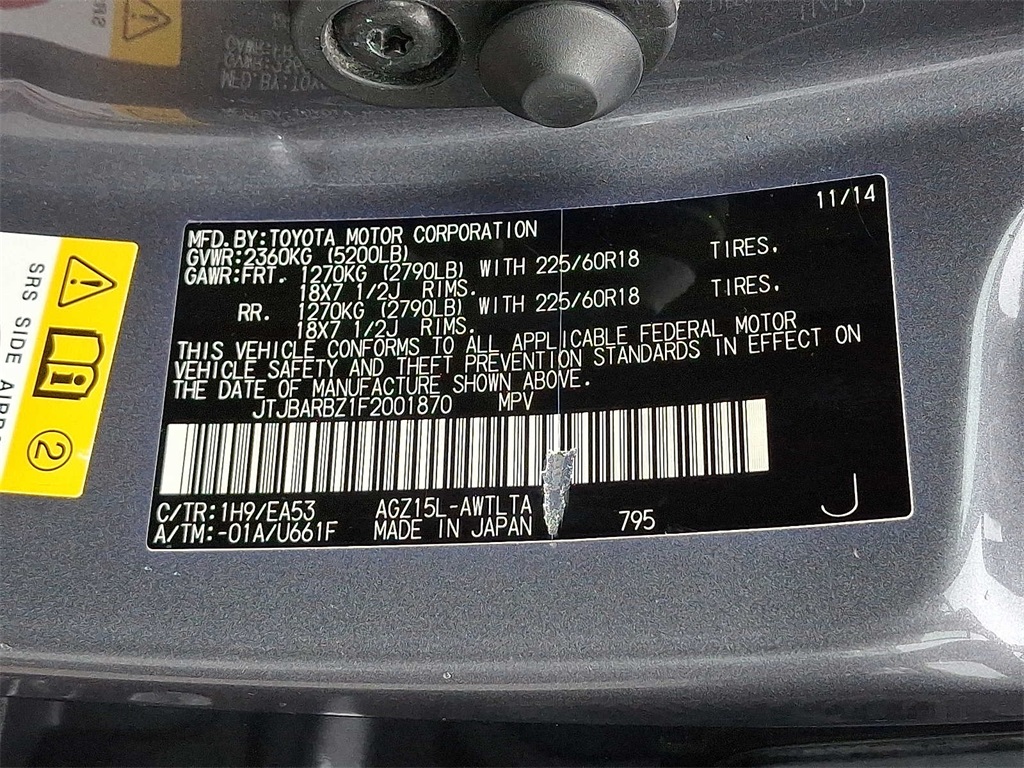 11/14
MFD.BY:TOYOTA MOTOR CORPORATION
GVWR:2360KG (5200LB)
GAWR:FRT. 1270KG (2790LB) WITH 225/60R18 TIRES,
18X7 1/2J RIMS.
RR. 1270KG (2790LB) WITH 225/60R18 TIRES,
18X7 1/2J RIMS.
THIS VEHICLE CONFORMS TO ALL APPLICABLE FEDERAL MOTOR
VEHICLE SAFETY AND THEFT PREVENTION STANDARDS IN EFFECT ON
THE DATE OF MANUFACTURE SHOWN ABOVE.
JTJBARBZ1F2001870 MPV
C/TR:1H9/EA53 AGZ15L-AWTLTA
A/TM:-01A/U661F MADE IN JAPAN 795
J
SRS SIDE
2